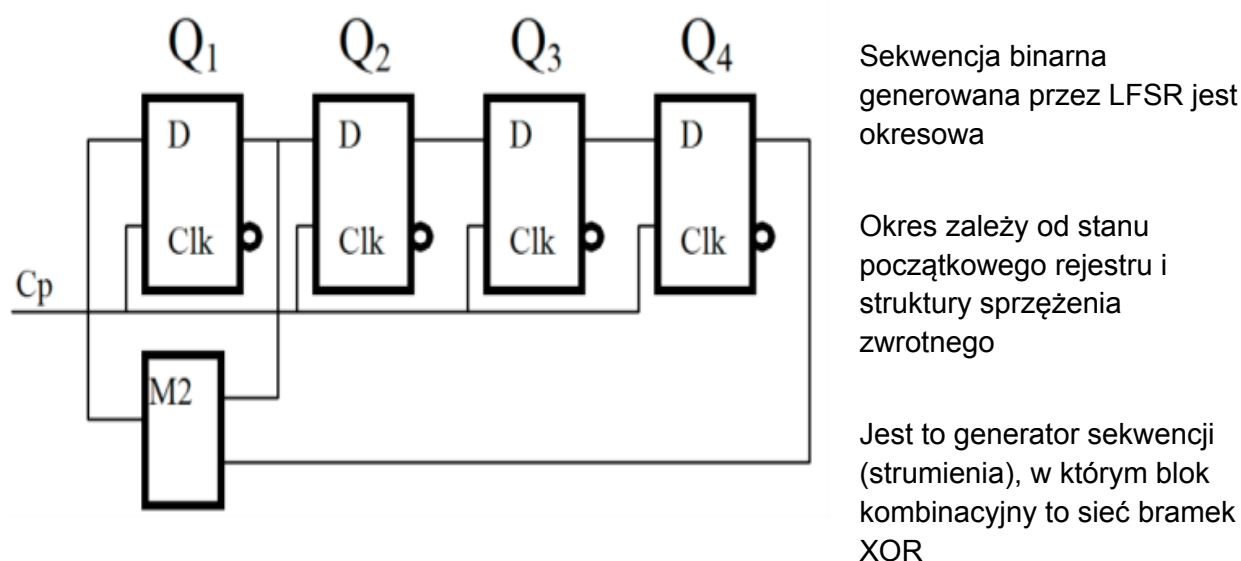 Q1 Q2 Q3 Q4
D D D D
Clk Clk Clk Clk
Cp
M2
Sekwencja binarna
generowana przez LFSR jest
okresowa
Okres zależy od stanu
początkowego rejestru i
struktury sprzężenia
zwrotnego
Jest to generator sekwencji
(strumienia), w którym blok
kombinacyjny to sieć bramek
XOR